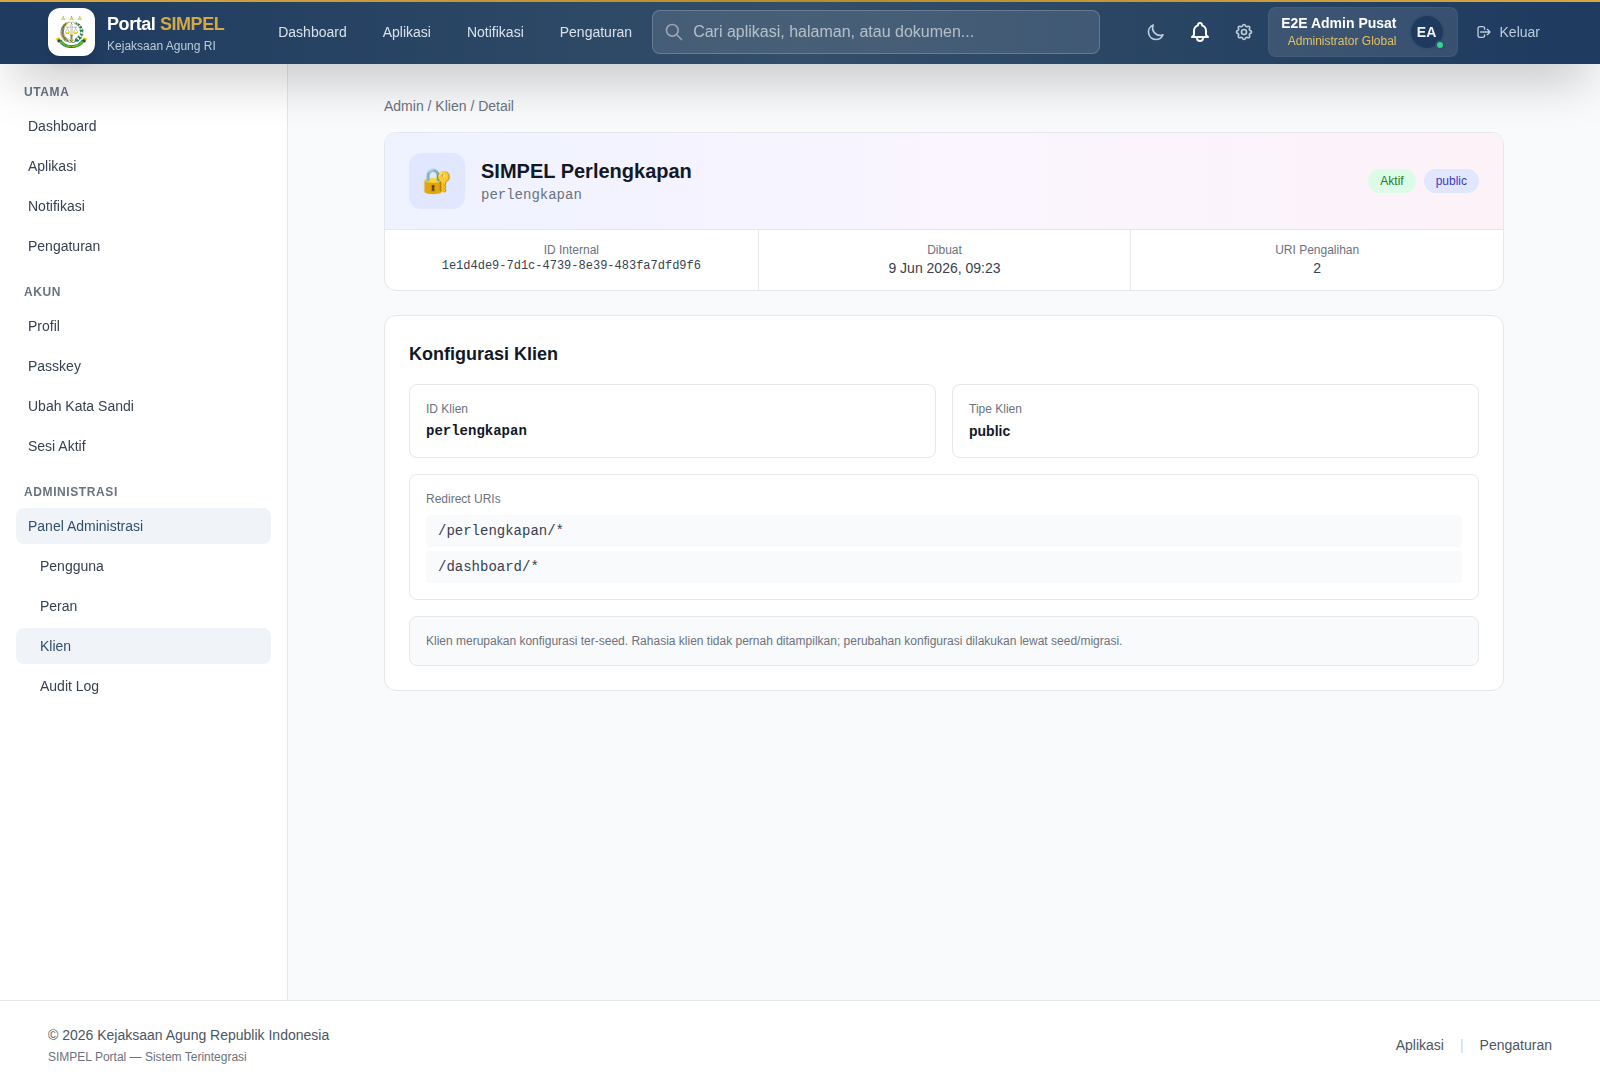 Portal SIMPEL
Kejaksaan Agung RI
Dashboard
Aplikasi
Notifikasi
Pengaturan
Cari aplikasi, halaman, atau dokumen...
E2E Admin Pusat
Administrator Global
EA
Keluar
UTAMA
Dashboard
Aplikasi
Notifikasi
Pengaturan
AKUN
Profil
Passkey
Ubah Kata Sandi
Sesi Aktif
ADMINISTRASI
Panel Administrasi
Pengguna
Peran
Klien
Audit Log
Admin / Klien / Detail
SIMPEL Perlengkapan
perlengkapan
Aktif
public
ID Internal
1e1d4de9-7d1c-4739-8e39-483fa7dfd9f6
Dibuat
9 Jun 2026, 09:23
URI Pengalihan
2
Konfigurasi Klien
ID Klien
perlengkapan
Tipe Klien
public
Redirect URIs
/perlengkapan/*
/dashboard/*
Klien merupakan konfigurasi ter-seed. Rahasia klien tidak pernah ditampilkan; perubahan konfigurasi dilakukan lewat seed/migrasi.
© 2026 Kejaksaan Agung Republik Indonesia
SIMPEL Portal — Sistem Terintegrasi
Aplikasi | Pengaturan